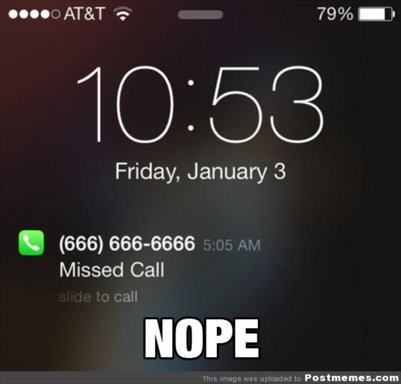 AT&T 79%
10:53
Friday, January 3
(666) 666-6666 5:05 AM
Missed Call
slide to call
NOPE
This image was uploaded to Postmemes.com